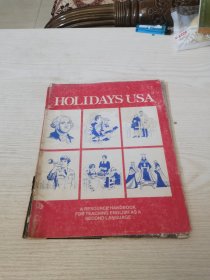 HOLIDAYS USA
A RESOURCE HANDBOOK
FOR TEACHING ENGLISH AS A
SECOND LANGUAGE